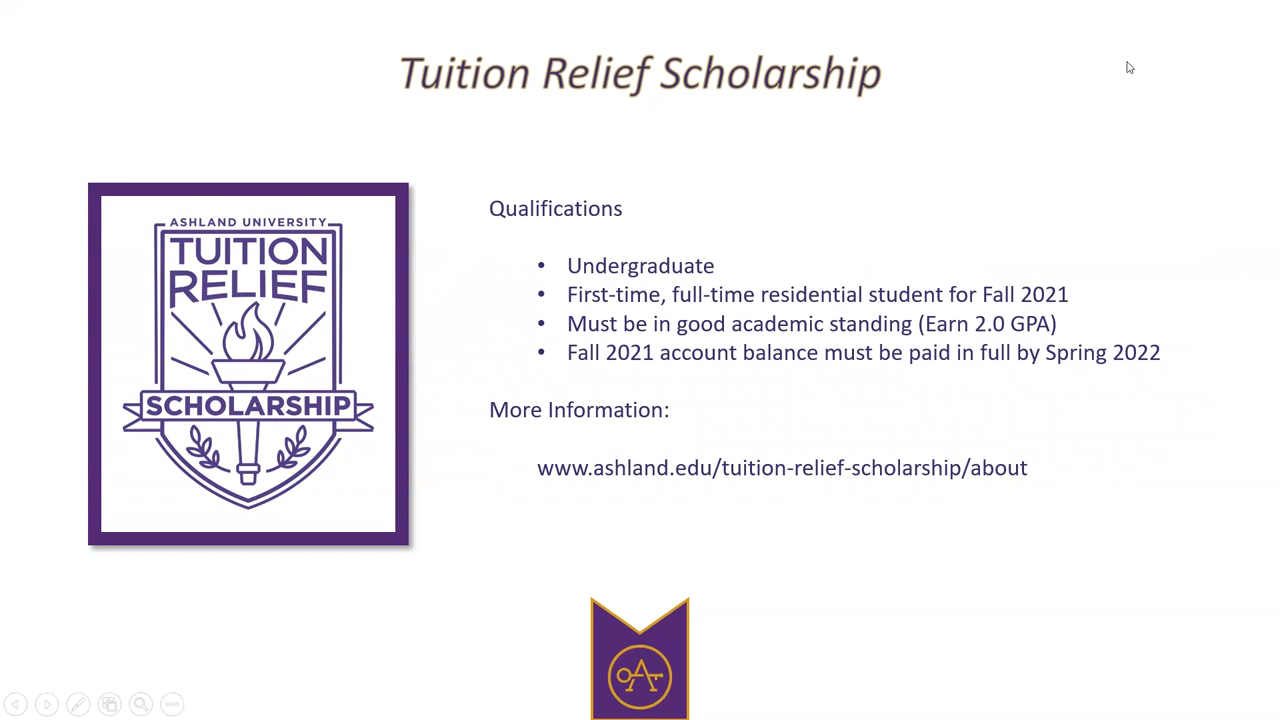 Tuition Relief Scholarship
ASHLAND UNIVERSITY
TUITION
RELIEF
SCHOLARSHIP
Qualifications
• Undergraduate
• First-time, full-time residential student for Fall 2021
• Must be in good academic standing (Earn 2.0 GPA)
• Fall 2021 account balance must be paid in full by Spring 2022
More Information:
www.ashland.edu/tuition-relief-scholarship/about
A